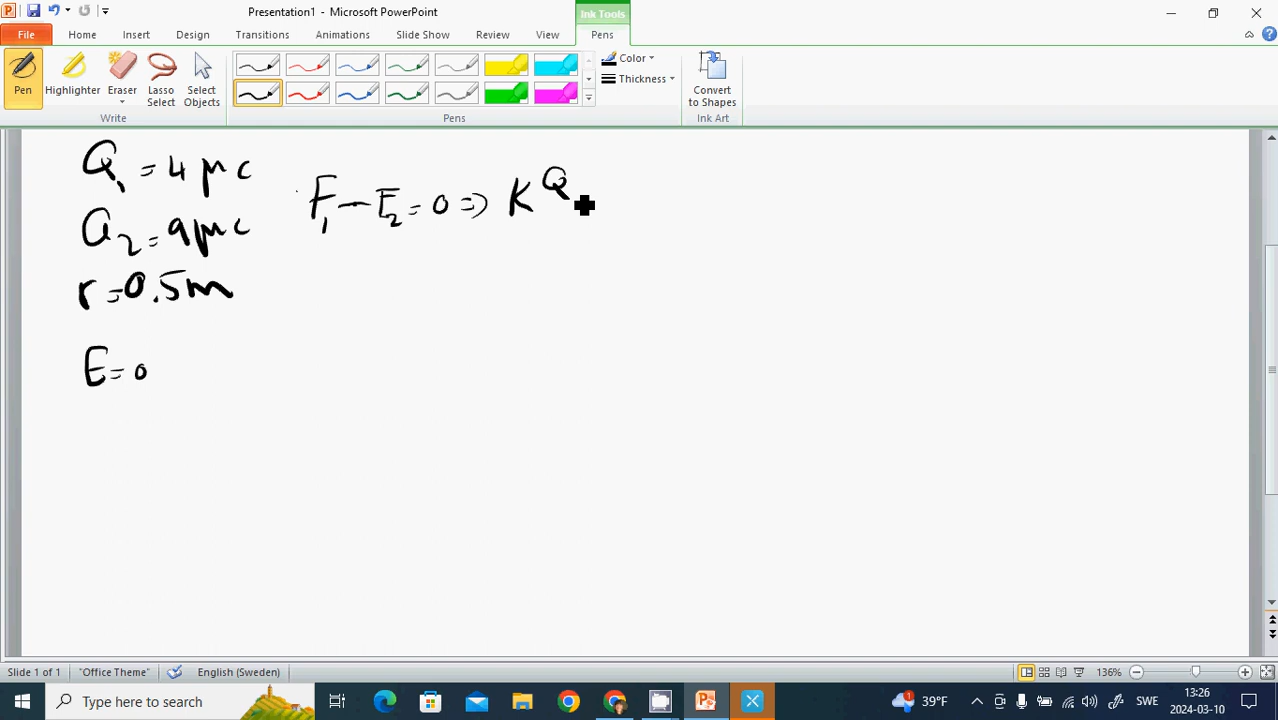 Presentation1 - Microsoft PowerPoint
Ink Tools
File
Home
Insert
Design
Transitions
Animations
Slide Show
Review
View
Pens
Pen
Highlighter
Eraser
Lasso Select
Select Objects
Color
Thickness
Convert to Shapes
Write
Pens
Ink Art
Q₁ = 4 μc
F₁ - E₂ = 0 => K Q
Q₂ = 9 μc
r = 0.5m
E = 0
Slide 1 of 1
"Office Theme"
English (Sweden)
136%
Type here to search
39°F
SWE
13:26
2024-03-10
1